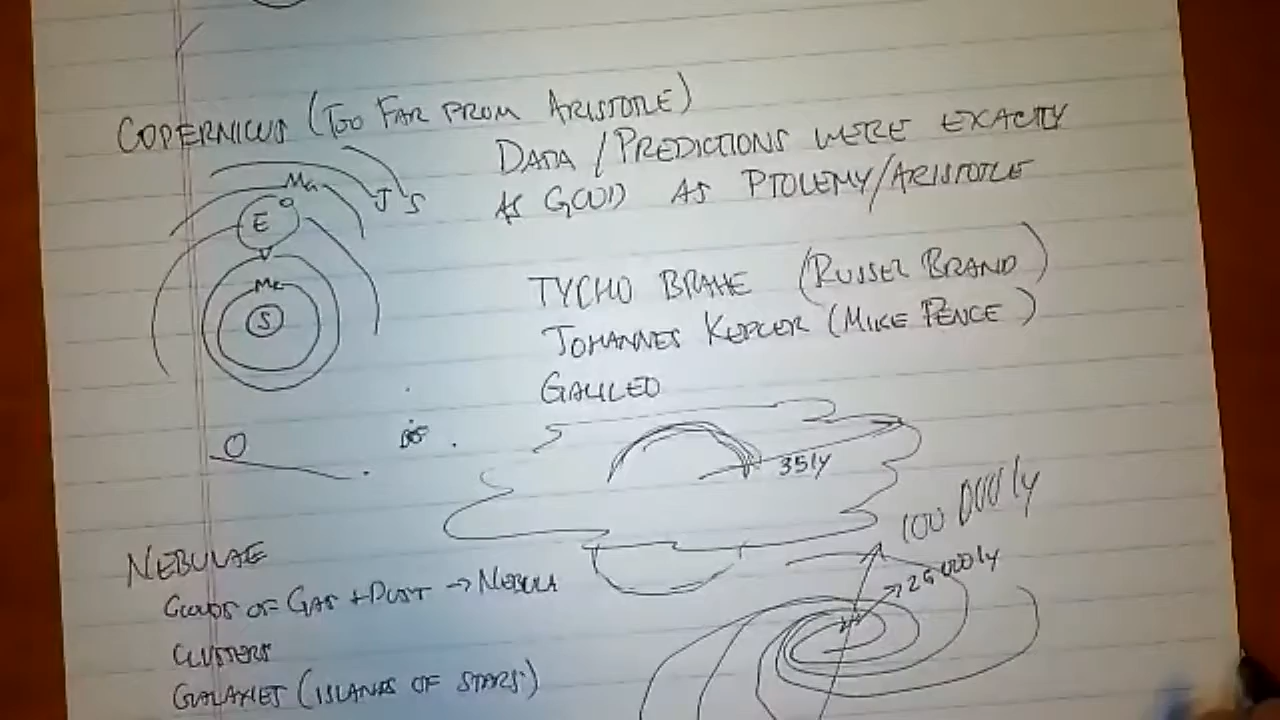 COPERNICUS (TOO FAR FROM ARISTOTLE)
DATA / PREDICTIONS WERE EXACTLY
AS GOOD AS PTOLEMY/ARISTOTLE
Ma
J S
E
V
Me
S
TYCHO BRAHE (RUSSEL BRAND)
JOHANNES KEPLER (MIKE PENCE)
GALILEO
35ly
100 000 ly
25 000 ly
NEBULAE
CLOUDS OF GAS + DUST → NEBULA
CLUSTERS
GALAXIES (ISLANDS OF STARS)